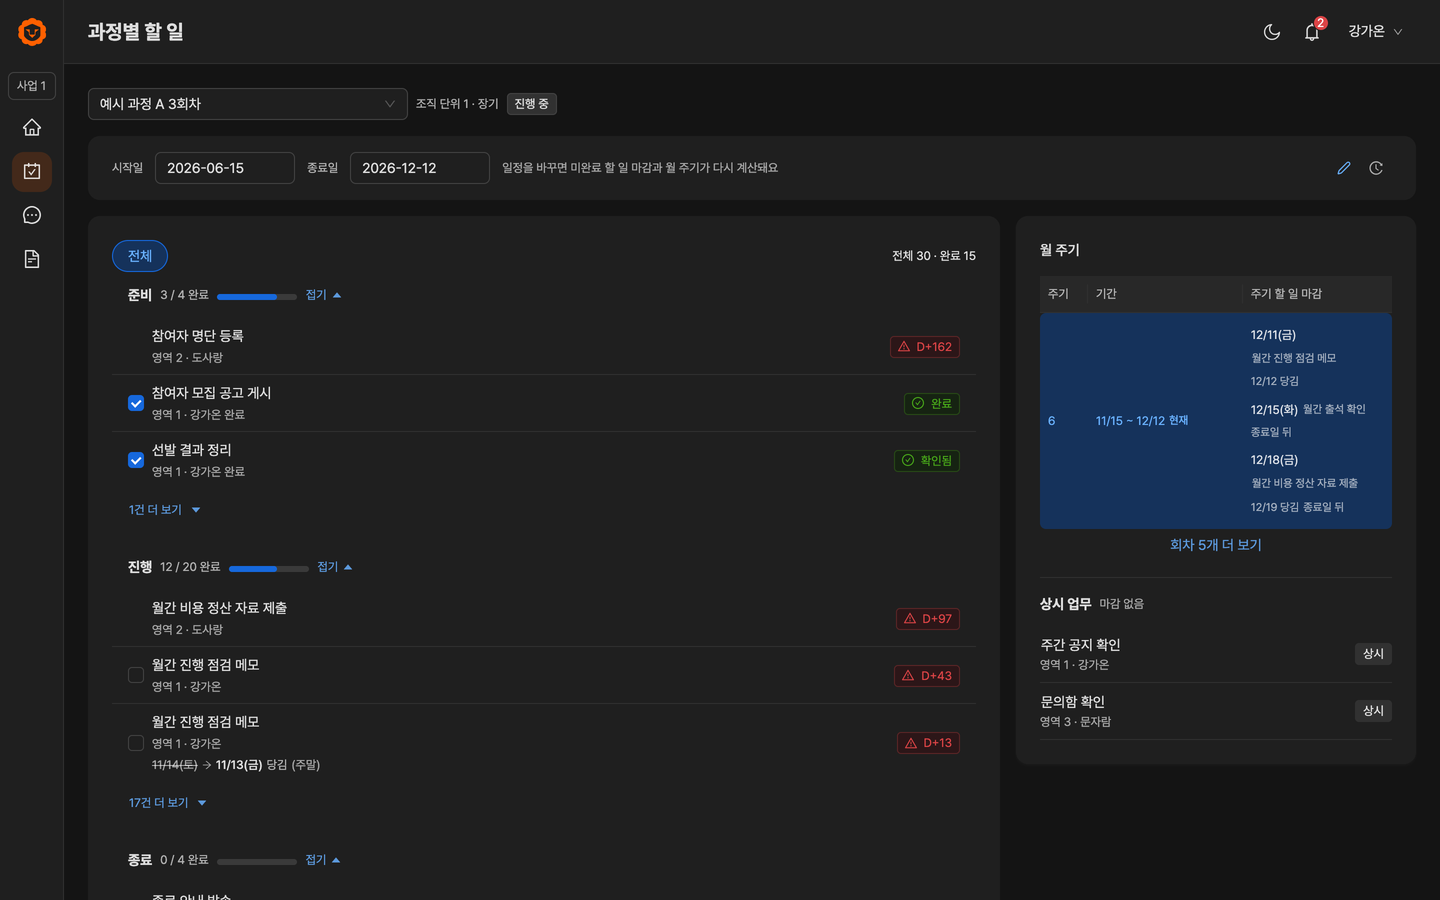 과정별 할 일
2
강가온
사업 1
예시 과정 A 3회차
조직 단위 1 · 장기
진행 중
시작일
2026-06-15
종료일
2026-12-12
일정을 바꾸면 미완료 할 일 마감과 월 주기가 다시 계산돼요
전체
전체 30 · 완료 15
준비 3 / 4 완료 접기
참여자 명단 등록
영역 2 · 도사랑
D+162
참여자 모집 공고 게시
영역 1 · 강가온 완료
완료
선발 결과 정리
영역 1 · 강가온 완료
확인됨
1건 더 보기
진행 12 / 20 완료 접기
월간 비용 정산 자료 제출
영역 2 · 도사랑
D+97
월간 진행 점검 메모
영역 1 · 강가온
D+43
월간 진행 점검 메모
영역 1 · 강가온
11/14(토) → 11/13(금) 당김 (주말)
D+13
17건 더 보기
종료 0 / 4 완료 접기
월 주기
주기 기간 주기 할 일 마감
6
11/15 ~ 12/12 현재
12/11(금)
월간 진행 점검 메모
12/12 당김
12/15(화) 월간 출석 확인
종료일 뒤
12/18(금)
월간 비용 정산 자료 제출
12/19 당김 종료일 뒤
회차 5개 더 보기
상시 업무 마감 없음
주간 공지 확인
영역 1 · 강가온
상시
문의함 확인
영역 3 · 문자람
상시